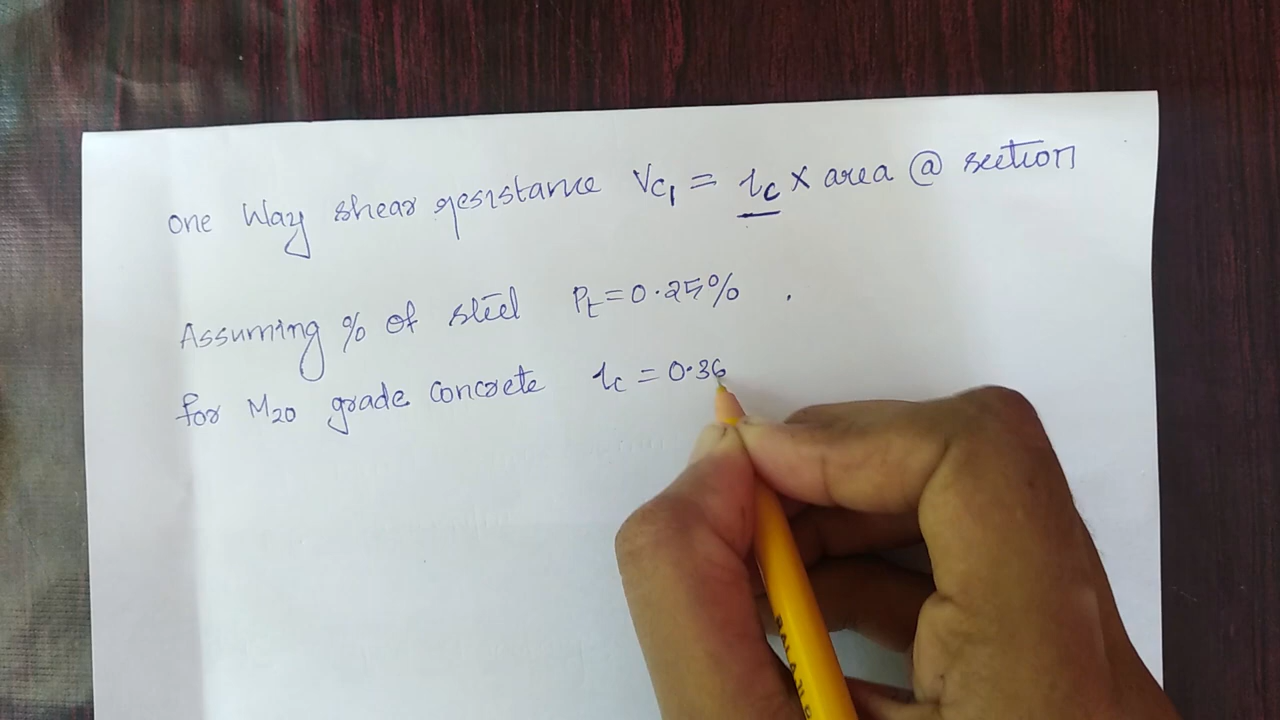 one Way shear resistance Vc₁ = τc × area @ section
Assuming % of steel Pt = 0.25% .
for M₂₀ grade concrete τc = 0.36
BALAJI